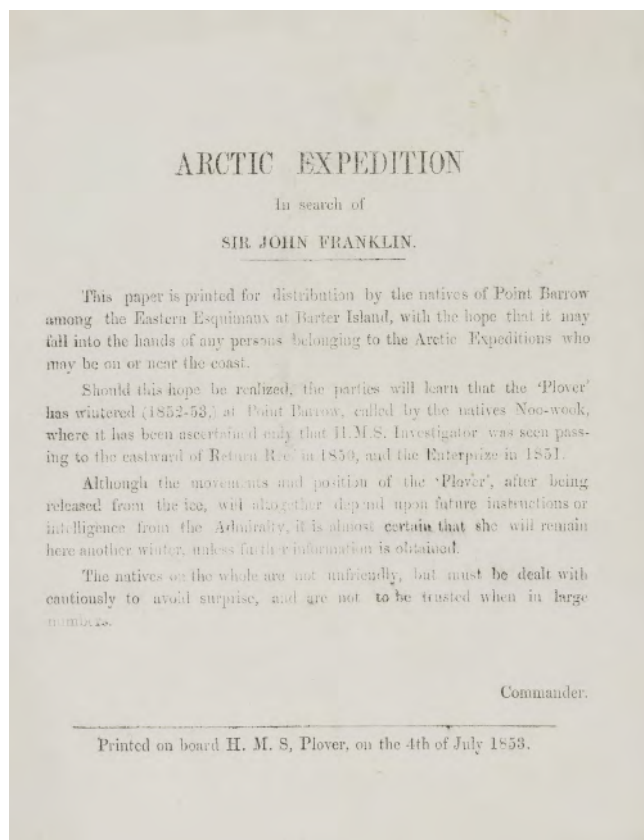 ARCTIC EXPEDITION
In search of
SIR JOHN FRANKLIN.
This paper is printed for distribution by the natives of Point Barrow
among the Eastern Esquimaux at Barter Island, with the hope that it may
fall into the hands of any persons belonging to the Arctic Expeditions who
may be on or near the coast.
Should this hope be realized, the parties will learn that the 'Plover'
has wintered (1852-53,) at Point Barrow, called by the natives Noo-wook,
where it has been ascertained only that H.M.S. Investigator was seen pass-
ing to the eastward of Return Reef in 1850, and the Enterprize in 1851.
Although the movements and position of the 'Plover', after being
released from the ice, will altogether depend upon future instructions or
intelligence from the Admiralty, it is almost certain that she will remain
here another winter, unless further information is obtained.
The natives on the whole are not unfriendly, but must be dealt with
cautiously to avoid surprise, and are not to be trusted when in large
numbers.
Commander.
Printed on board H. M. S, Plover, on the 4th of July 1853.